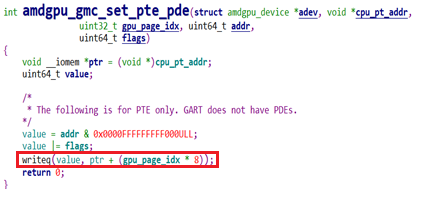 int amdgpu_gmc_set_pte_pde(struct amdgpu_device *adev, void *cpu_pt_addr,
uint32_t gpu_page_idx, uint64_t addr,
uint64_t flags)
{
void __iomem *ptr = (void *)cpu_pt_addr;
uint64_t value;
/*
* The following is for PTE only. GART does not have PDEs.
*/
value = addr & 0x0000FFFFFFFFF000ULL;
value |= flags;
writeq(value, ptr + (gpu_page_idx * 8));
return 0;
}